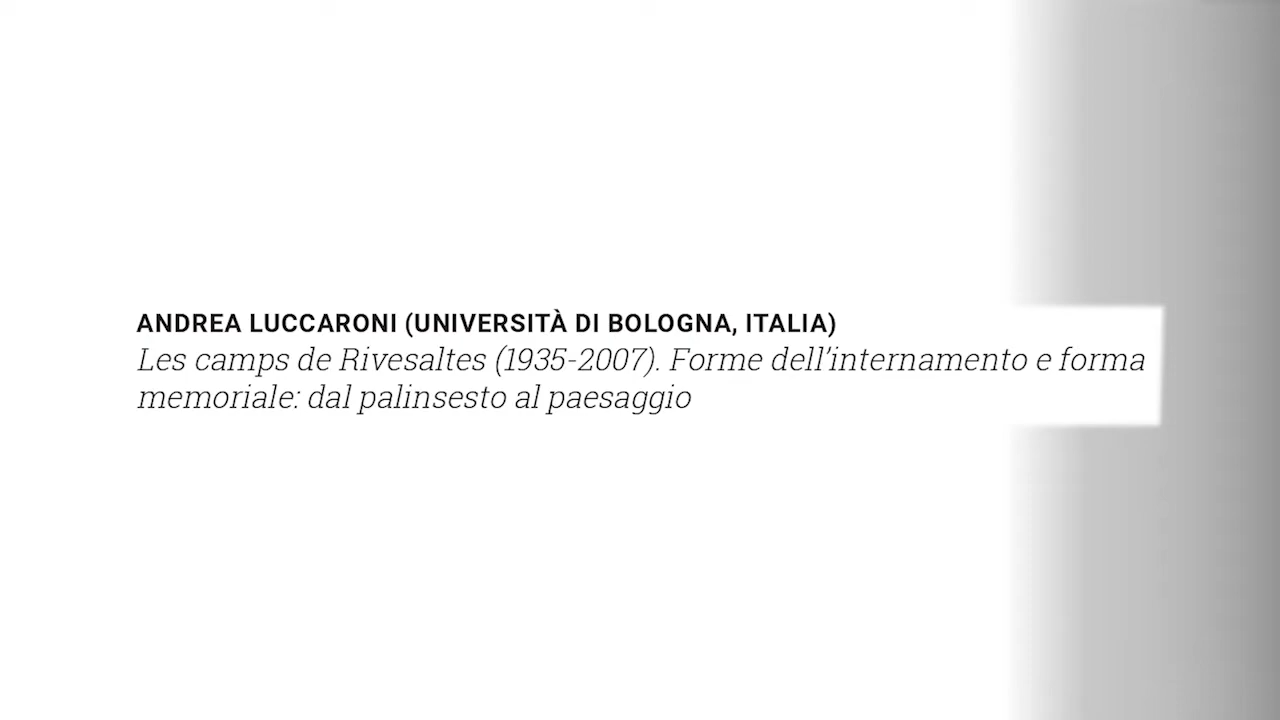 ANDREA LUCCARONI (UNIVERSITÀ DI BOLOGNA, ITALIA)
Les camps de Rivesaltes (1935-2007). Forme dell’internamento e forma
memoriale: dal palinsesto al paesaggio